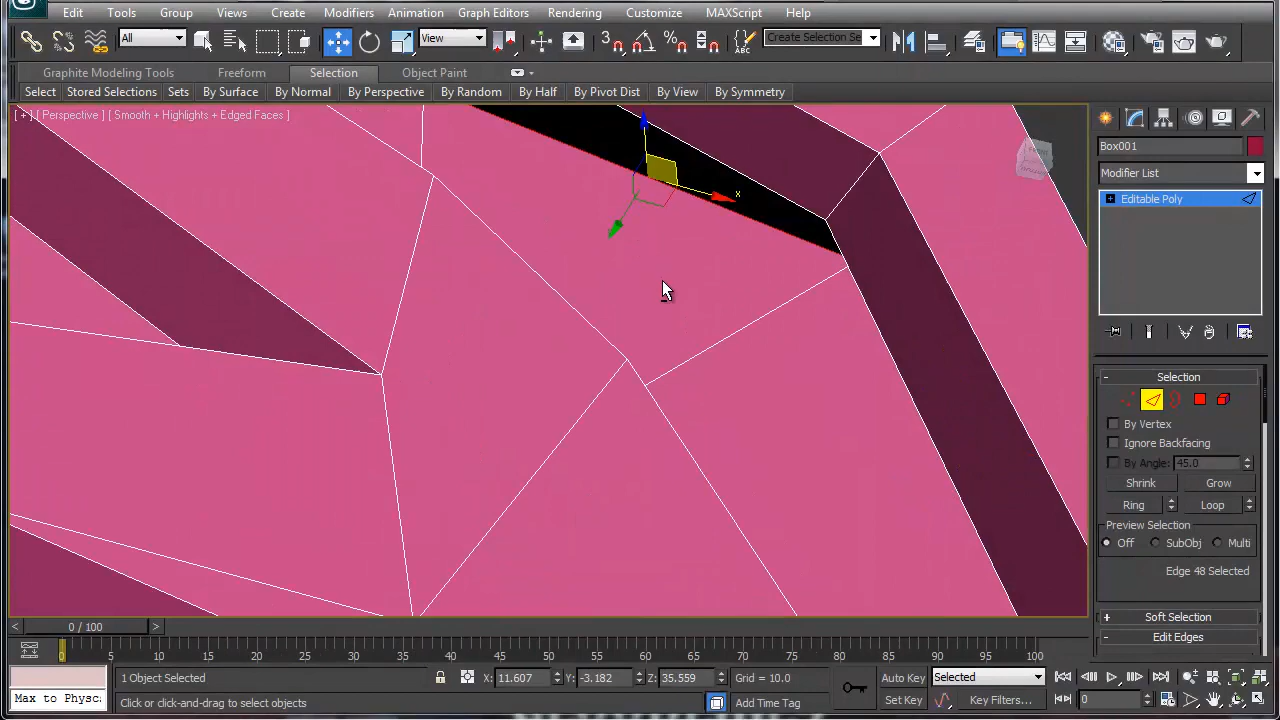 Edit Tools Group Views Create Modifiers Animation Graph Editors Rendering Customize MAXScript Help
All View 3 % Create Selection Se
Graphite Modeling Tools Freeform Selection Object Paint
Select Stored Selections Sets By Surface By Normal By Perspective By Random By Half By Pivot Dist By View By Symmetry
[ + ] [ Perspective ] [ Smooth + Highlights + Edged Faces ]
x
Box001
Modifier List
Editable Poly
- Selection
By Vertex
Ignore Backfacing
By Angle: 45.0
Shrink Grow
Ring Loop
Preview Selection
Off SubObj Multi
Edge 48 Selected
+ Soft Selection
- Edit Edges
< 0 / 100 >
0 5 10 15 20 25 30 35 40 45 50 55 60 65 70 75 80 85 90 95 100
1 Object Selected X: 11.607 Y: -3.182 Z: 35.559 Grid = 10.0 Auto Key Selected
Max to Physc Click or click-and-drag to select objects Add Time Tag Set Key Key Filters... 0